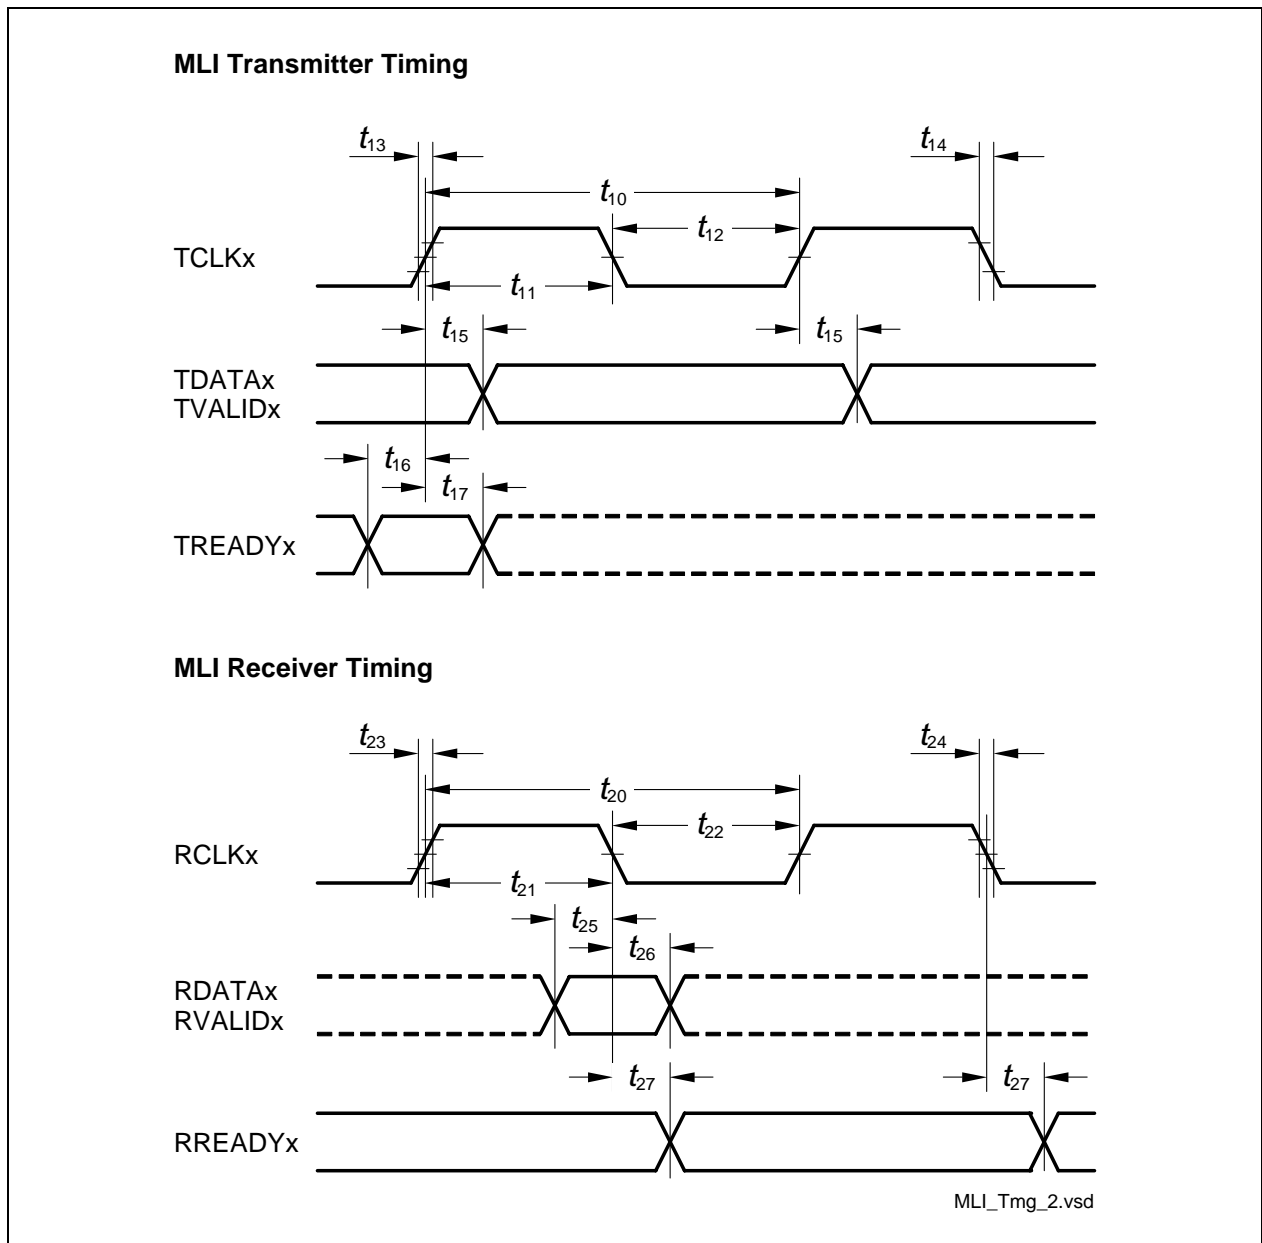 MLI Transmitter Timing
t13
t14
t10
t12
TCLKx
t11
t15
t15
TDATAx
TVALIDx
t16
t17
TREADYx
MLI Receiver Timing
t23
t24
t20
t22
RCLKx
t21
t25
t26
RDATAx
RVALIDx
t27
t27
RREADYx
MLI_Tmg_2.vsd